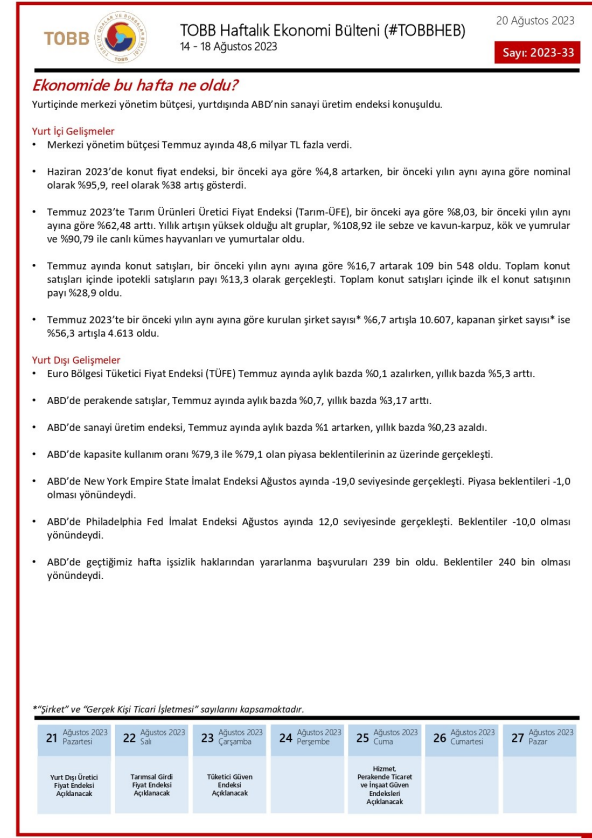 TOBB
TOBB Haftalık Ekonomi Bülteni (#TOBBHEB)
14 - 18 Ağustos 2023
20 Ağustos 2023
Sayı: 2023-33
Ekonomide bu hafta ne oldu?
Yurtiçinde merkezi yönetim bütçesi, yurtdışında ABD'nin sanayi üretim endeksi konuşuldu.
Yurt İçi Gelişmeler
• Merkezi yönetim bütçesi Temmuz ayında 48,6 milyar TL fazla verdi.
• Haziran 2023'de konut fiyat endeksi, bir önceki aya göre %4,8 artarken, bir önceki yılın aynı ayına göre nominal
olarak %95,9, reel olarak %38 artış gösterdi.
• Temmuz 2023'te Tarım Ürünleri Üretici Fiyat Endeksi (Tarım-ÜFE), bir önceki aya göre %8,03, bir önceki yılın aynı
ayına göre %62,48 arttı. Yıllık artışın yüksek olduğu alt gruplar, %108,92 ile sebze ve kavun-karpuz, kök ve yumrular
ve %90,79 ile canlı kümes hayvanları ve yumurtalar oldu.
• Temmuz ayında konut satışları, bir önceki yılın aynı ayına göre %16,7 artarak 109 bin 548 oldu. Toplam konut
satışları içinde ipotekli satışların payı %13,3 olarak gerçekleşti. Toplam konut satışları içinde ilk el konut satışının
payı %28,9 oldu.
• Temmuz 2023'te bir önceki yılın aynı ayına göre kurulan şirket sayısı* %6,7 artışla 10.607, kapanan şirket sayısı* ise
%56,3 artışla 4.613 oldu.
Yurt Dışı Gelişmeler
• Euro Bölgesi Tüketici Fiyat Endeksi (TÜFE) Temmuz ayında aylık bazda %0,1 azalırken, yıllık bazda %5,3 arttı.
• ABD'de perakende satışlar, Temmuz ayında aylık bazda %0,7, yıllık bazda %3,17 arttı.
• ABD'de sanayi üretim endeksi, Temmuz ayında aylık bazda %1 artarken, yıllık bazda %0,23 azaldı.
• ABD'de kapasite kullanım oranı %79,3 ile %79,1 olan piyasa beklentilerinin az üzerinde gerçekleşti.
• ABD'de New York Empire State İmalat Endeksi Ağustos ayında -19,0 seviyesinde gerçekleşti. Piyasa beklentileri -1,0
olması yönündeydi.
• ABD'de Philadelphia Fed İmalat Endeksi Ağustos ayında 12,0 seviyesinde gerçekleşti. Beklentiler -10,0 olması
yönündeydi.
• ABD'de geçtiğimiz hafta işsizlik haklarından yararlanma başvuruları 239 bin oldu. Beklentiler 240 bin olması
yönündeydi.
*"Şirket" ve "Gerçek Kişi Ticari İşletmesi" sayılarını kapsamaktadır.
21 Ağustos 2023 Pazartesi
22 Ağustos 2023 Salı
23 Ağustos 2023 Çarşamba
24 Ağustos 2023 Perşembe
25 Ağustos 2023 Cuma
26 Ağustos 2023 Cumartesi
27 Ağustos 2023 Pazar
Yurt Dışı Üretici
Fiyat Endeksi
Açıklanacak
Tarımsal Girdi
Fiyat Endeksi
Açıklanacak
Tüketici Güven
Endeksi
Açıklanacak
Hizmet,
Perakende Ticaret
ve İnşaat Güven
Endeksleri
Açıklanacak